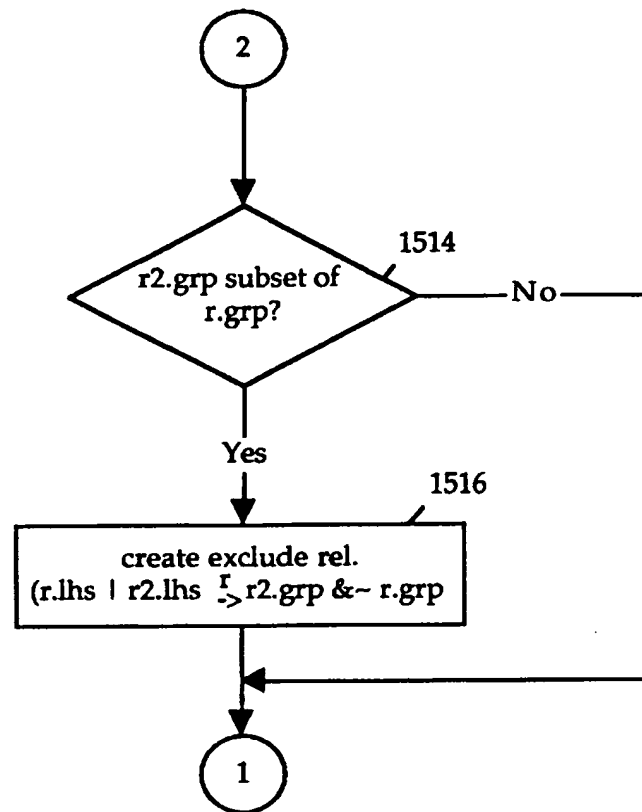 2
1514
r2.grp subset of
r.grp?
No
Yes
1516
create exclude rel.
(r.lhs | r2.lhs r -> r2.grp &~ r.grp
1